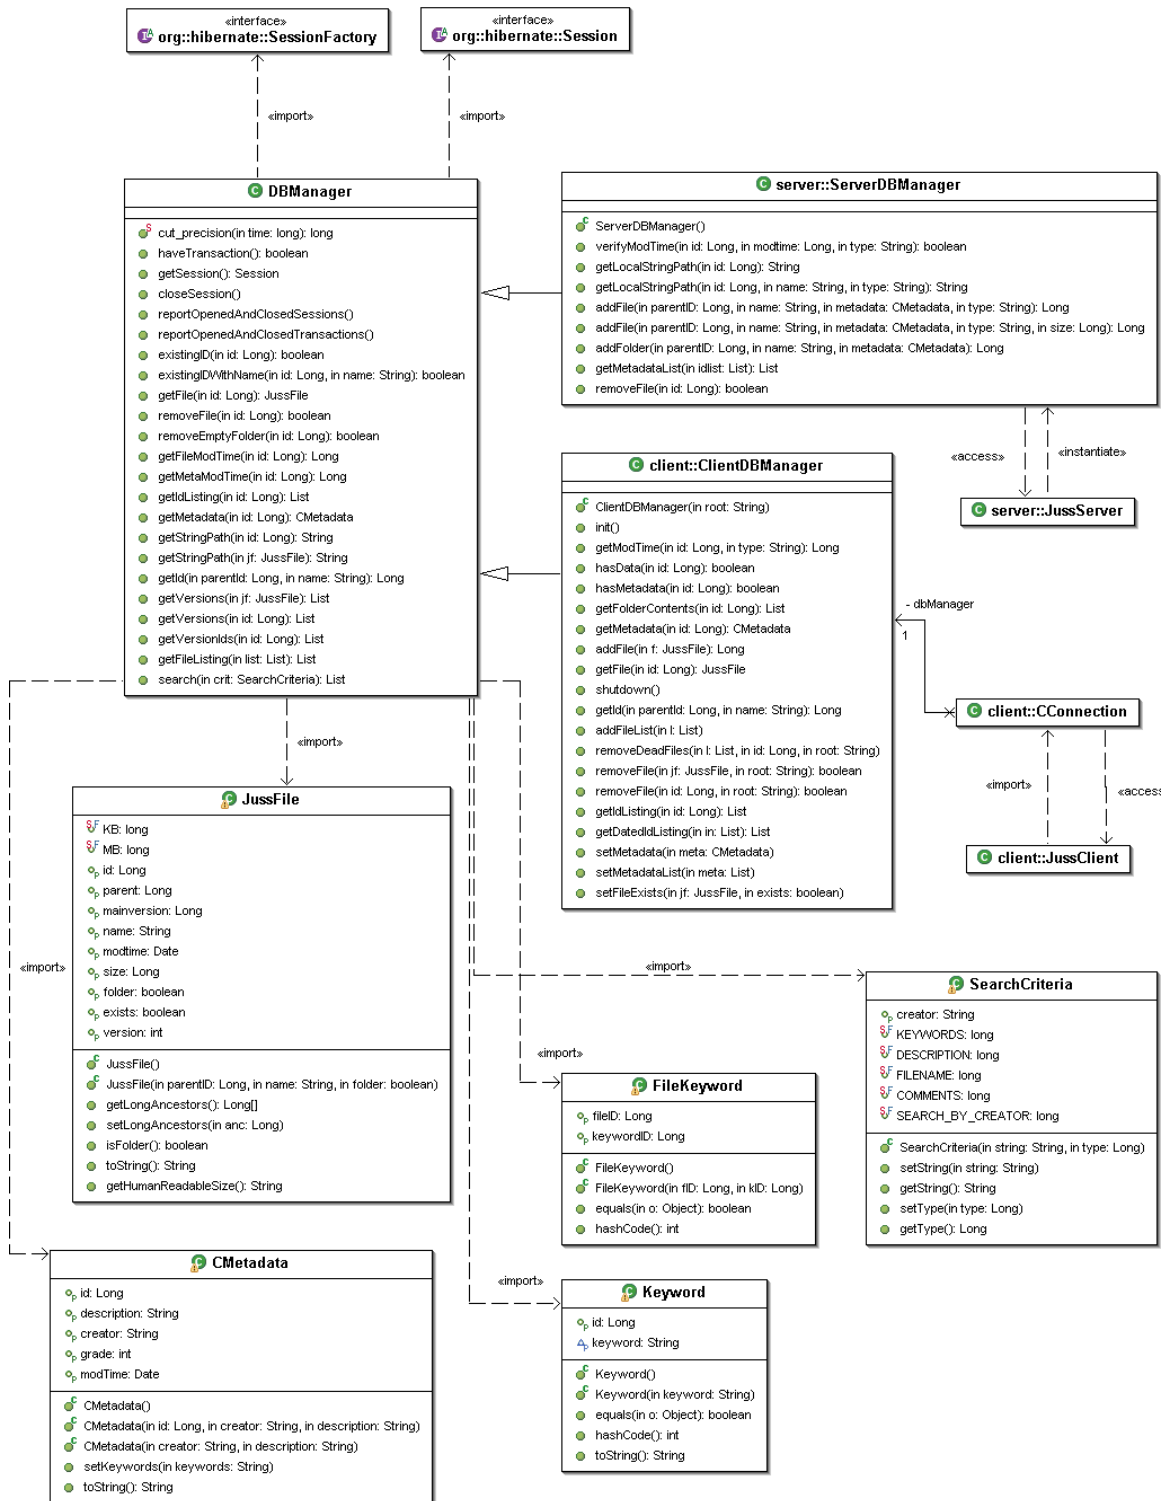 «interface»
org::hibernate::SessionFactory
«interface»
org::hibernate::Session
«import»
«import»
DBManager
cut_precision(in time: long): long
haveTransaction(): boolean
getSession(): Session
closeSession()
reportOpenedAndClosedSessions()
reportOpenedAndClosedTransactions()
existingID(in id: Long): boolean
existingIDWithName(in id: Long, in name: String): boolean
getFile(in id: Long): JussFile
removeFile(in id: Long): boolean
removeEmptyFolder(in id: Long): boolean
getFileModTime(in id: Long): Long
getMetaModTime(in id: Long): Long
getIdListing(in id: Long): List
getMetadata(in id: Long): CMetadata
getStringPath(in id: Long): String
getStringPath(in jf: JussFile): String
getId(in parentId: Long, in name: String): Long
getVersions(in jf: JussFile): List
getVersions(in id: Long): List
getVersionIds(in id: Long): List
getFileListing(in list: List): List
search(in crit: SearchCriteria): List
server::ServerDBManager
ServerDBManager()
verifyModTime(in id: Long, in modtime: Long, in type: String): boolean
getLocalStringPath(in id: Long): String
getLocalStringPath(in id: Long, in name: String, in type: String): String
addFile(in parentID: Long, in name: String, in metadata: CMetadata, in type: String): Long
addFile(in parentID: Long, in name: String, in metadata: CMetadata, in type: String, in size: Long): Long
addFolder(in parentID: Long, in name: String, in metadata: CMetadata): Long
getMetadataList(in idlist: List): List
removeFile(in id: Long): boolean
«access»
«instantiate»
server::JussServer
client::ClientDBManager
ClientDBManager(in root: String)
init()
getModTime(in id: Long, in type: String): Long
hasData(in id: Long): boolean
hasMetadata(in id: Long): boolean
getFolderContents(in id: Long): List
getMetadata(in id: Long): CMetadata
addFile(in f: JussFile): Long
getFile(in id: Long): JussFile
shutdown()
getId(in parentId: Long, in name: String): Long
addFileList(in l: List)
removeDeadFiles(in l: List, in id: Long, in root: String)
removeFile(in jf: JussFile, in root: String): boolean
removeFile(in id: Long, in root: String): boolean
getIdListing(in id: Long): List
getDatedIdListing(in in: List): List
setMetadata(in meta: CMetadata)
setMetadataList(in meta: List)
setFileExists(in jf: JussFile, in exists: boolean)
- dbManager
1
client::CConnection
«import»
«access
client::JussClient
«import»
JussFile
KB: long
MB: long
id: Long
parent: Long
mainversion: Long
name: String
modtime: Date
size: Long
folder: boolean
exists: boolean
version: int
JussFile()
JussFile(in parentID: Long, in name: String, in folder: boolean)
getLongAncestors(): Long[]
setLongAncestors(in anc: Long)
isFolder(): boolean
toString(): String
getHumanReadableSize(): String
«import»
«import»
SearchCriteria
creator: String
KEYWORDS: long
DESCRIPTION: long
FILENAME: long
COMMENTS: long
SEARCH_BY_CREATOR: long
SearchCriteria(in string: String, in type: Long)
setString(in string: String)
getString(): String
setType(in type: Long)
getType(): Long
«import»
FileKeyword
fileID: Long
keywordID: Long
FileKeyword()
FileKeyword(in fID: Long, in kID: Long)
equals(in o: Object): boolean
hashCode(): int
CMetadata
id: Long
description: String
creator: String
grade: int
modTime: Date
CMetadata()
CMetadata(in id: Long, in creator: String, in description: String)
CMetadata(in creator: String, in description: String)
setKeywords(in keywords: String)
toString(): String
«import»
Keyword
id: Long
keyword: String
Keyword()
Keyword(in keyword: String)
equals(in o: Object): boolean
hashCode(): int
toString(): String